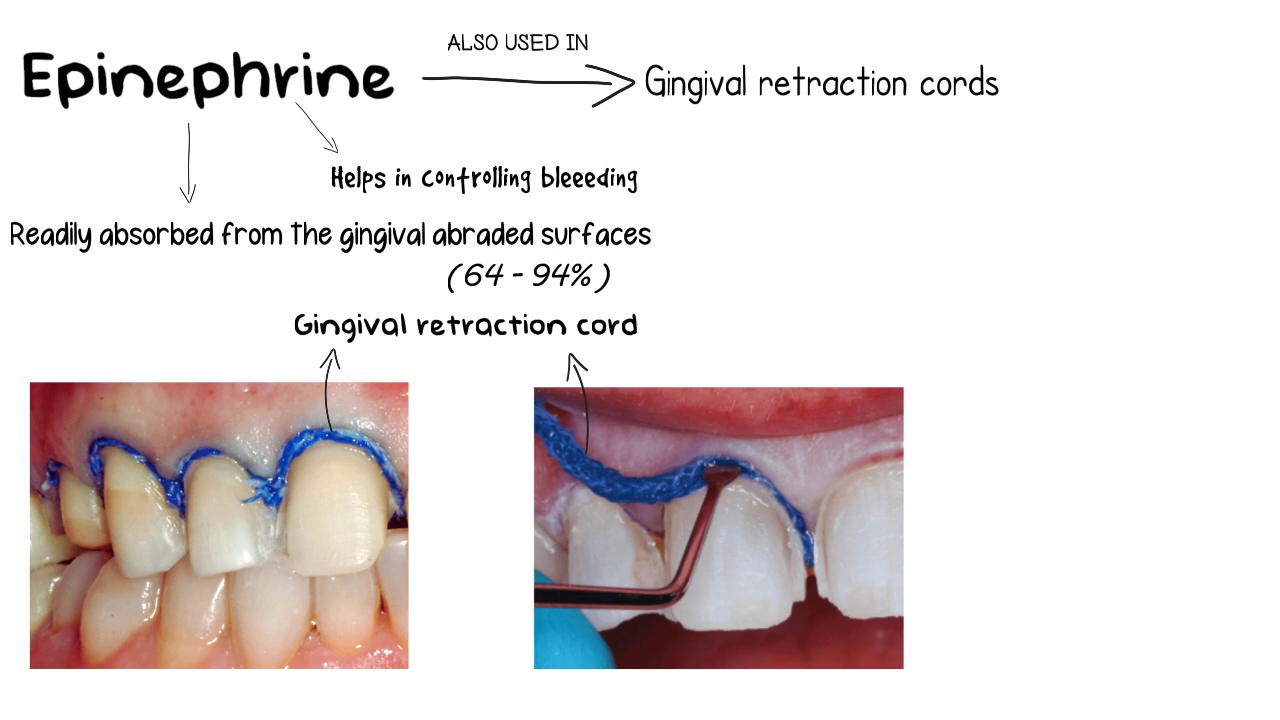 ALSO USED IN
Epinephrine
Gingival retraction cords
Helps in controlling bleeeding
Readily absorbed from the gingival abraded surfaces
(64 - 94%)
Gingival retraction cord